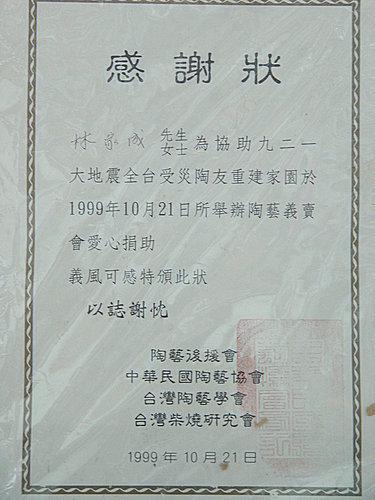 感謝狀
林家成 先生 女士 為協助九二一
大地震全台受災陶友重建家園於
1999年10月21日所舉辦陶藝義賣
會愛心捐助
義風可感特頒此狀
以誌謝忱
陶藝後援會
中華民國陶藝協會
台灣陶藝學會
台灣柴燒研究會
1999年10月21日